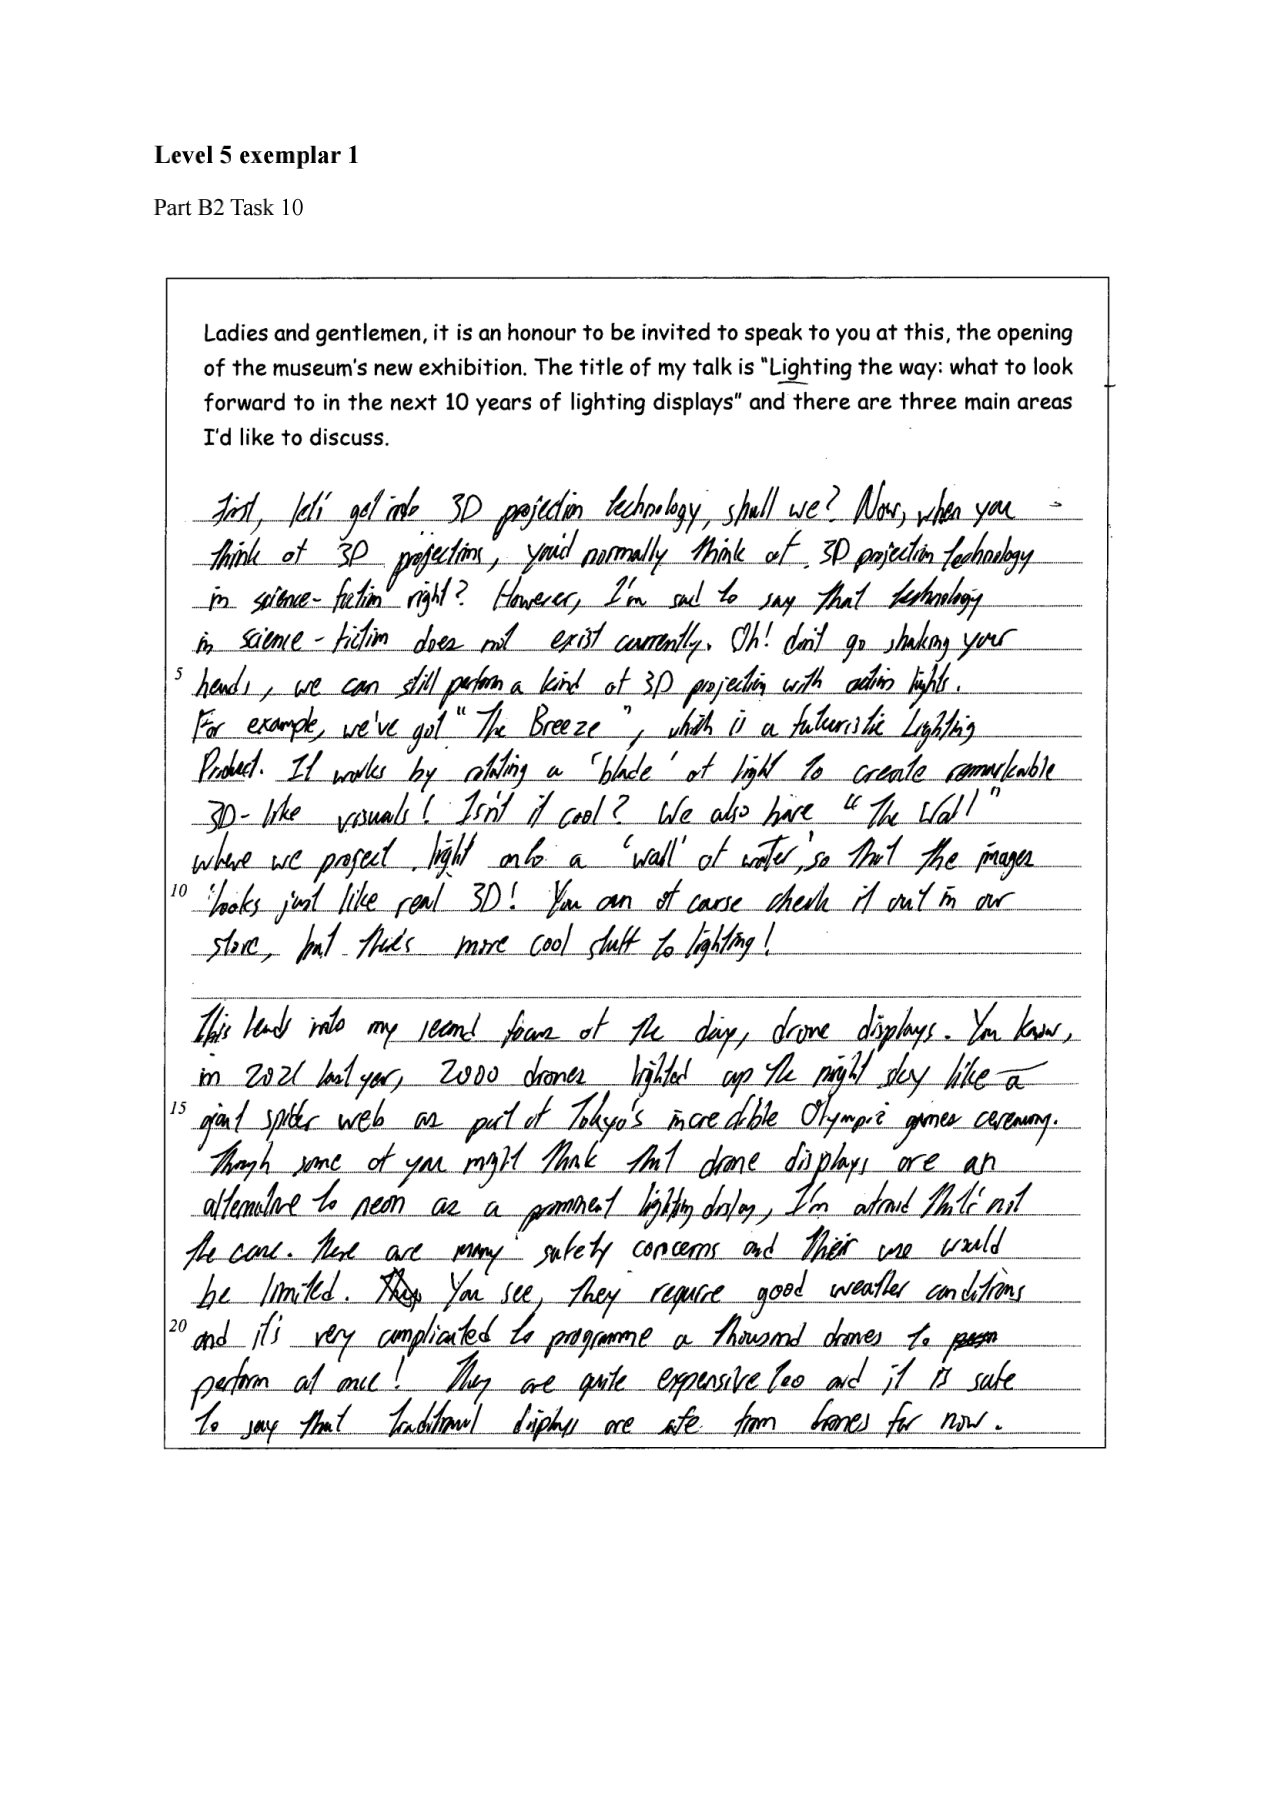 Level 5 exemplar 1
Part B2 Task 10
Ladies and gentlemen, it is an honour to be invited to speak to you at this, the opening
of the museum's new exhibition. The title of my talk is "Lighting the way: what to look
forward to in the next 10 years of lighting displays" and there are three main areas
I'd like to discuss.
First, let's get into 3D projection technology, shall we? Now, when you
think of 3D projections, you'd normally think of 3D projection technology
in science-fiction right? However, I'm sad to say that technology
in science-fiction does not exist currently. Oh! don't go shaking your
5 heads, we can still perform a kind of 3D projection with action lights.
For example, we've got "The Breeze", which is a futuristic Lighting
Product. It works by rotating a 'blade' of light to create remarkable
3D-like visuals! Isn't it cool? We also have "The Wall"
where we project light onto a 'wall' of water, so that the images
10 looks just like real 3D! You can of carse check it out in our
store, but there's more cool stuff to lighting!
This leads into my second focus of the day, drone displays. You know,
in 2021 last year, 2000 drones lighted up the night sky like a
15 giant spider web as part of Tokyo's incredible Olympic games ceremony.
Though some of you might think that drone displays are an
alternative to neon as a prominent lighting display, I'm afraid that's not
the case. There are many safety concerns and their use would
be limited. You see, they require good weather conditions
20 and it's very complicated to programme a thousand drones to
perform at once! They are quite expensive too and it is safe
to say that traditional displays are safe from drones for now.